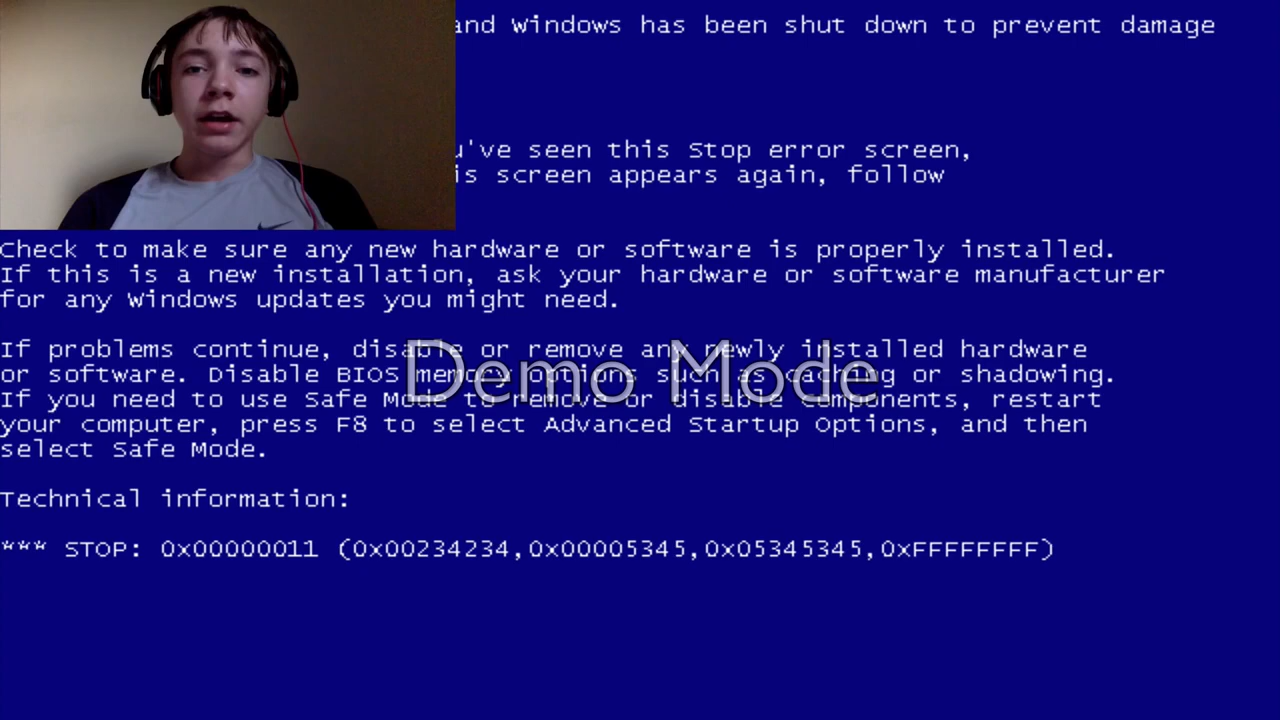 and Windows has been shut down to prevent damage
u've seen this Stop error screen,
is screen appears again, follow
Check to make sure any new hardware or software is properly installed.
If this is a new installation, ask your hardware or software manufacturer
for any Windows updates you might need.
If problems continue, disable or remove any newly installed hardware
or software. Disable BIOS memory options such as caching or shadowing.
If you need to use Safe Mode to remove or disable components, restart
your computer, press F8 to select Advanced Startup Options, and then
select Safe Mode.
Demo Mode
Technical information:
*** STOP: 0x00000011 (0x00234234,0x00005345,0x05345345,0xFFFFFFFF)